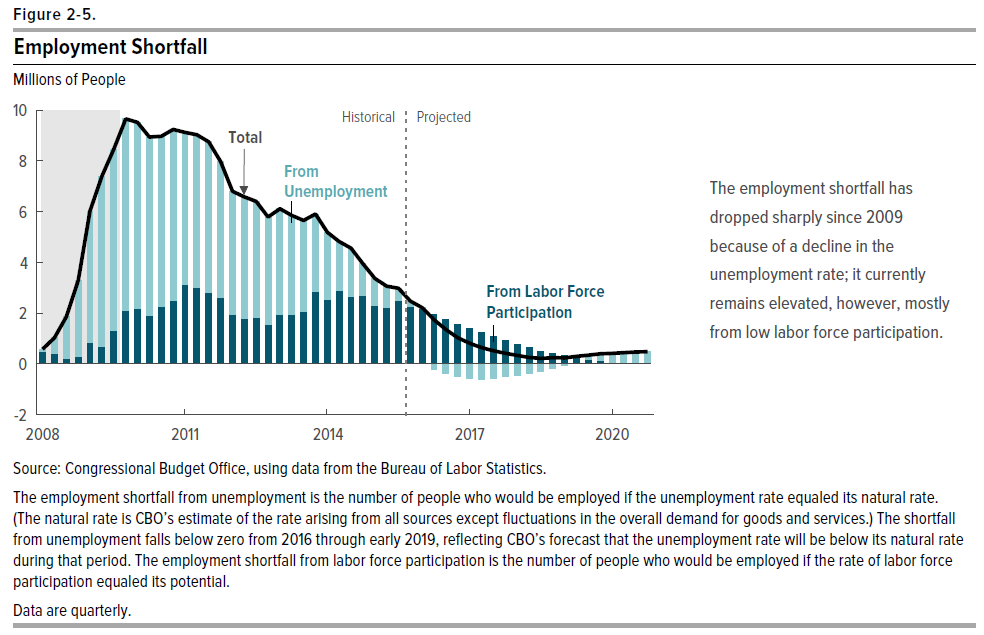 Figure 2-5.
Employment Shortfall
Millions of People
10
8
6
4
2
0
-2
Historical
Projected
Total
From
Unemployment
From Labor Force
Participation
2008
2011
2014
2017
2020
The employment shortfall has
dropped sharply since 2009
because of a decline in the
unemployment rate; it currently
remains elevated, however, mostly
from low labor force participation.
Source: Congressional Budget Office, using data from the Bureau of Labor Statistics.
The employment shortfall from unemployment is the number of people who would be employed if the unemployment rate equaled its natural rate.
(The natural rate is CBO's estimate of the rate arising from all sources except fluctuations in the overall demand for goods and services.) The shortfall
from unemployment falls below zero from 2016 through early 2019, reflecting CBO's forecast that the unemployment rate will be below its natural rate
during that period. The employment shortfall from labor force participation is the number of people who would be employed if the rate of labor force
participation equaled its potential.
Data are quarterly.